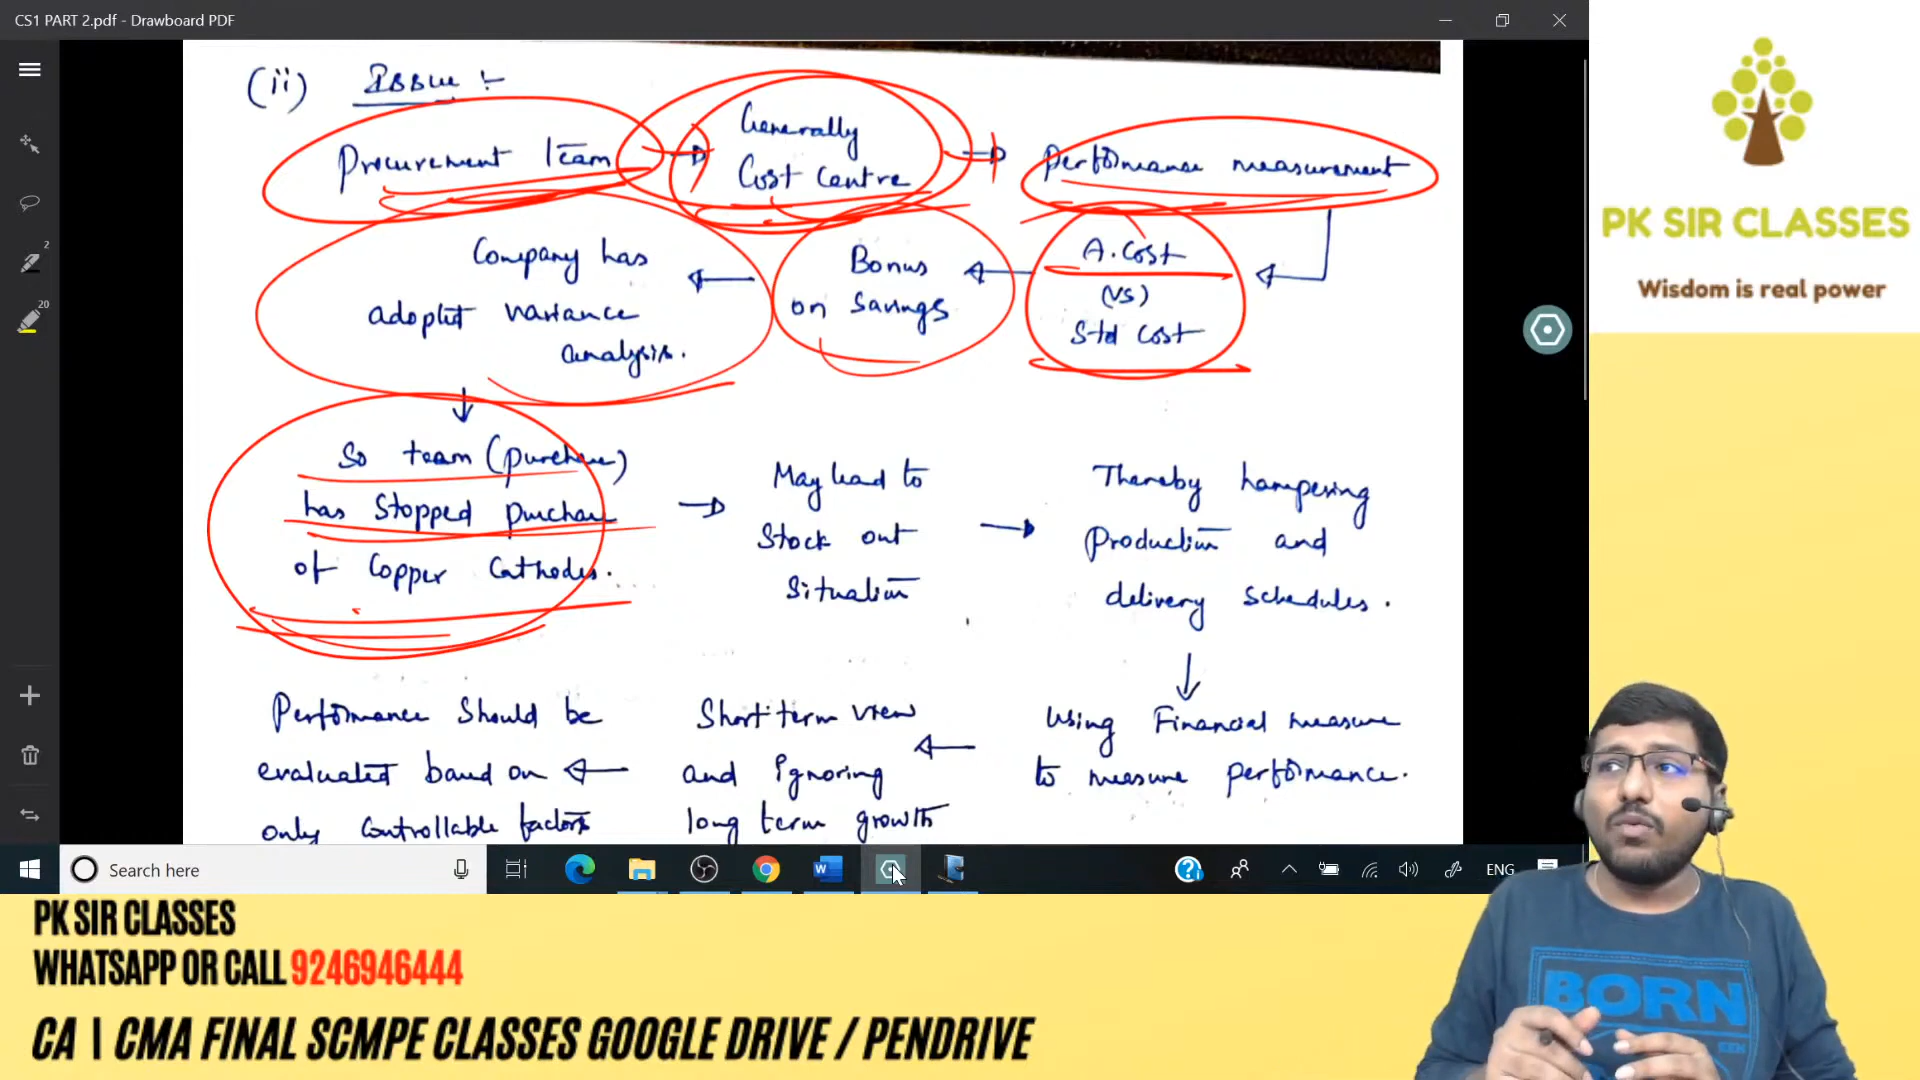 CS1 PART 2.pdf - Drawboard PDF
(ii) Issue :-
Procurement Team
Generally
Cost Centre
Performance measurement
A.Cost
(vs)
Std Cost
Bonus
on Savings
Company has
adoptet variance
analysis.
So team (purchase)
has Stopped purchase
of Copper Cathodes.
May lead to
Stock out
Situation
Thereby hampering
Production and
delivery schedules.
Using Financial measure
to measure performance.
Short term view
and Ignoring
long term growth
Performance Should be
evaluated based on
only controllable factors
2
20
PK SIR CLASSES
Wisdom is real power
Search here
ENG
PK SIR CLASSES
WHATSAPP OR CALL 9246946444
CA \ CMA FINAL SCMPE CLASSES GOOGLE DRIVE / PENDRIVE
BORN